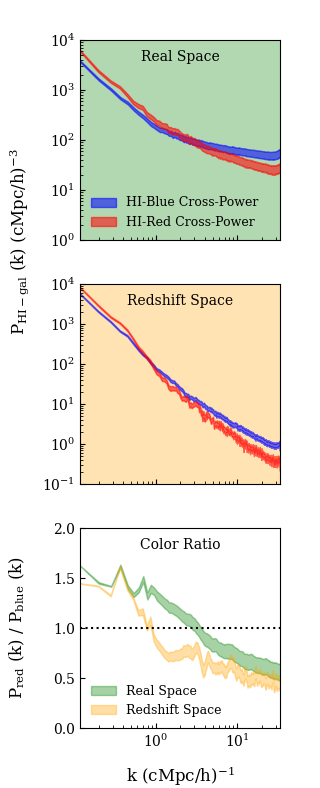 P_HI−gal (k) (cMpc/h)^−3
10^4
Real Space
10^3
10^2
10^1
HI-Blue Cross-Power
HI-Red Cross-Power
10^0
10^4
Redshift Space
10^3
10^2
10^1
10^0
10^−1
P_red (k) / P_blue (k)
2.0
Color Ratio
1.5
1.0
0.5
Real Space
Redshift Space
0.0
10^0 10^1
k (cMpc/h)^−1